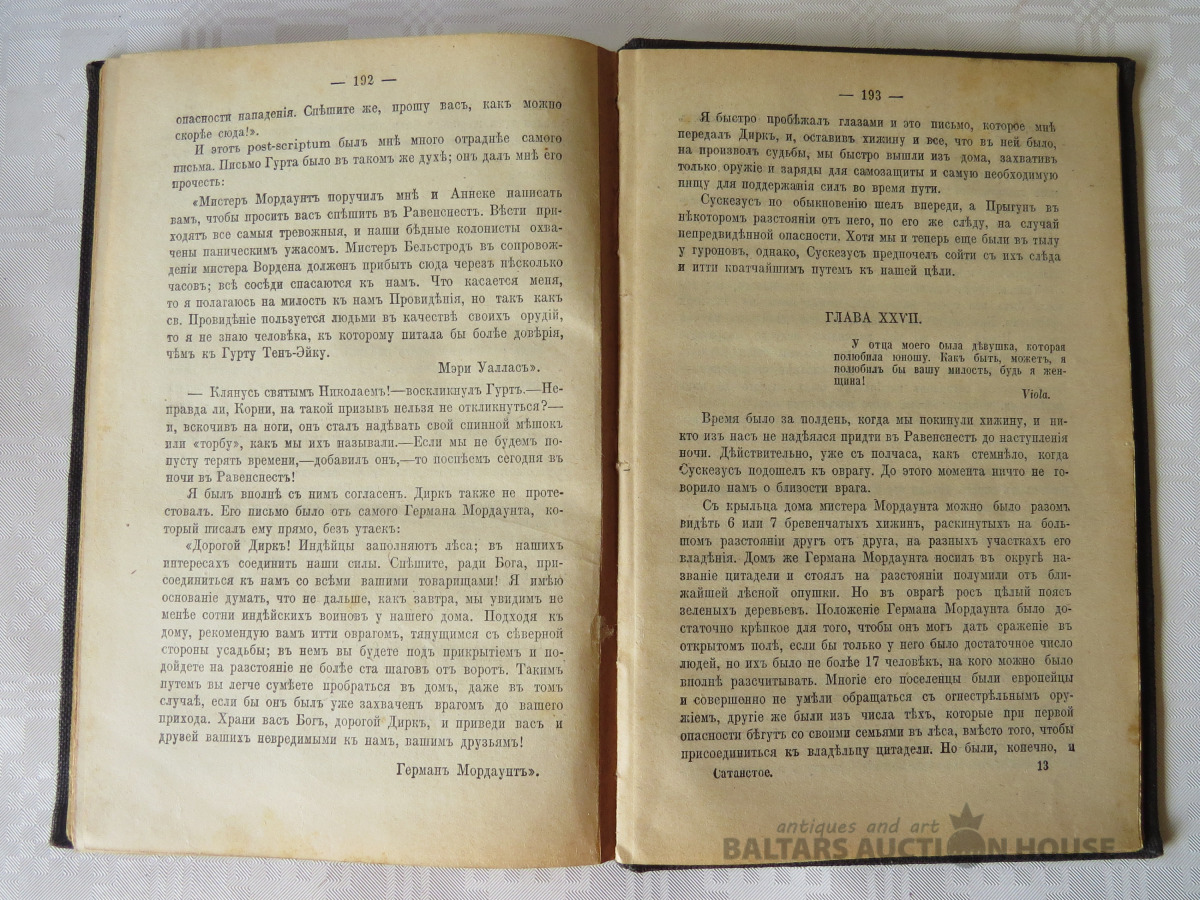 — 192 —
опасности нападенія. Спѣшите же, прошу васъ, какъ можно
скорѣе сюда!».
И этотъ post-scriptum былъ мнѣ много отраднѣе самого
письма. Письмо Гурта было въ такомъ же духѣ; онъ далъ мнѣ его
прочесть:
«Мистеръ Мордаунтъ поручилъ мнѣ и Аннеке написать
вамъ, чтобы просить васъ спѣшить въ Равенснестъ. Вѣсти при-
ходятъ все самыя тревожныя, и наши бѣдные колонисты охва-
чены паническимъ ужасомъ. Мистеръ Бельстродъ въ сопровож-
деніи мистера Вордена долженъ прибыть сюда черезъ нѣсколько
часовъ; всѣ сосѣди спасаются къ намъ. Что касается меня,
то я полагаюсь на милость къ намъ Провидѣнія, но такъ какъ
св. Провидѣніе пользуется людьми въ качествѣ своихъ орудій,
то я не знаю человѣка, къ которому питала бы болѣе довѣрія,
чѣмъ къ Гурту Тенъ-Эйку.
Мэри Уалласъ».
— Клянусь святымъ Николаемъ!—воскликнулъ Гуртъ.—Не-
правда ли, Корни, на такой призывъ нельзя не откликнуться?—
и, вскочивъ на ноги, онъ сталъ надѣвать свой спинной мѣшокъ
или «торбу», какъ мы ихъ называли.—Если мы не будемъ по-
пусту терять времени,—добавилъ онъ,—то поспѣемъ сегодня въ
ночи въ Равенснестъ!
Я былъ вполнѣ съ нимъ согласенъ. Диркъ также не проте-
стовалъ. Его письмо было отъ самого Германа Мордаунта, ко-
торый писалъ ему прямо, безъ утаекъ:
«Дорогой Диркъ! Индѣйцы заполняютъ лѣса; въ нашихъ
интересахъ соединить наши силы. Спѣшите, ради Бога, при-
соединиться къ намъ со всѣми вашими товарищами! Я имѣю
основаніе думать, что не дальше, какъ завтра, мы увидимъ не
менѣе сотни индѣйскихъ воиновъ у нашего дома. Подходя къ
дому, рекомендую вамъ итти оврагомъ, тянущимся съ сѣверной
стороны усадьбы; въ немъ вы будете подъ прикрытіемъ и по-
дойдете на разстояніе не болѣе ста шаговъ отъ воротъ. Такимъ
путемъ вы легче сумѣете пробраться въ домъ, даже въ томъ
случаѣ, если бы онъ былъ уже захваченъ врагомъ до вашего
прихода. Храни васъ Богъ, дорогой Диркъ, и приведи васъ и
друзей вашихъ невредимыми къ намъ, вашимъ друзьямъ!
Германъ Мордаунтъ».
— 193 —
Я быстро пробѣжалъ глазами и это письмо, которое мнѣ
передалъ Диркъ, и, оставивъ хижину и все, что въ ней было,
на произволъ судьбы, мы быстро вышли изъ дома, захвативъ
только оружіе и заряды для самозащиты и самую необходимую
пищу для поддержанія силъ во время пути.
Сускезусъ по обыкновенію шелъ впереди, а Прыгунъ въ
нѣкоторомъ разстояніи отъ него, по его же слѣду, на случай
непредвидѣнной опасности. Хотя мы и теперь еще были въ тылу
у гуроновъ, однако, Сускезусъ предпочелъ сойти съ ихъ слѣда
и итти кратчайшимъ путемъ къ нашей цѣли.
ГЛАВА XXVII.
У отца моего была дѣвушка, которая
полюбила юношу. Какъ быть, можетъ, я
полюбилъ бы вашу милость, будь я жен-
щина!
Viola.
Время было за полдень, когда мы покинули хижину, и ни-
кто изъ насъ не надѣялся придти въ Равенснестъ до наступленія
ночи. Дѣйствительно, уже съ полчаса, какъ стемнѣло, когда
Сускезусъ подошелъ къ оврагу. До этого момента ничто не го-
ворило намъ о близости врага.
Съ крыльца дома мистера Мордаунта можно было разомъ
видѣть 6 или 7 бревенчатыхъ хижинъ, раскинутыхъ на боль-
шомъ разстояніи другъ отъ друга, на разныхъ участкахъ его
владѣнія. Домъ же Германа Мордаунта носилъ въ округѣ на-
званіе цитадели и стоялъ на разстояніи полумили отъ бли-
жайшей лѣсной опушки. Но въ оврагѣ росъ цѣлый поясъ
зеленыхъ деревьевъ. Положеніе Германа Мордаунта было до-
статочно крѣпкое для того, чтобы онъ могъ дать сраженіе въ
открытомъ полѣ, если бы только у него было достаточное число
людей, но ихъ было не болѣе 17 человѣкъ, на кого можно было
вполнѣ разсчитывать. Многіе его поселенцы были европейцы
и совершенно не умѣли обращаться съ огнестрѣльнымъ ору-
жіемъ, другіе же были изъ числа тѣхъ, которые при первой
опасности бѣгутъ со своими семьями въ лѣса, вмѣсто того, чтобы
присоединиться къ владѣльцу цитадели. Но были, конечно, и
Сатанстое.
13
antiques and art
BALTARS AUCTION HOUSE